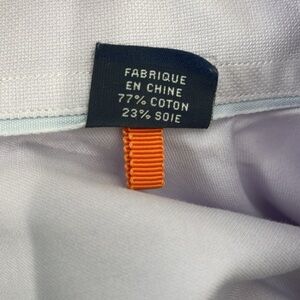 FABRIQUE
EN CHINE
77% COTON
23% SOIE